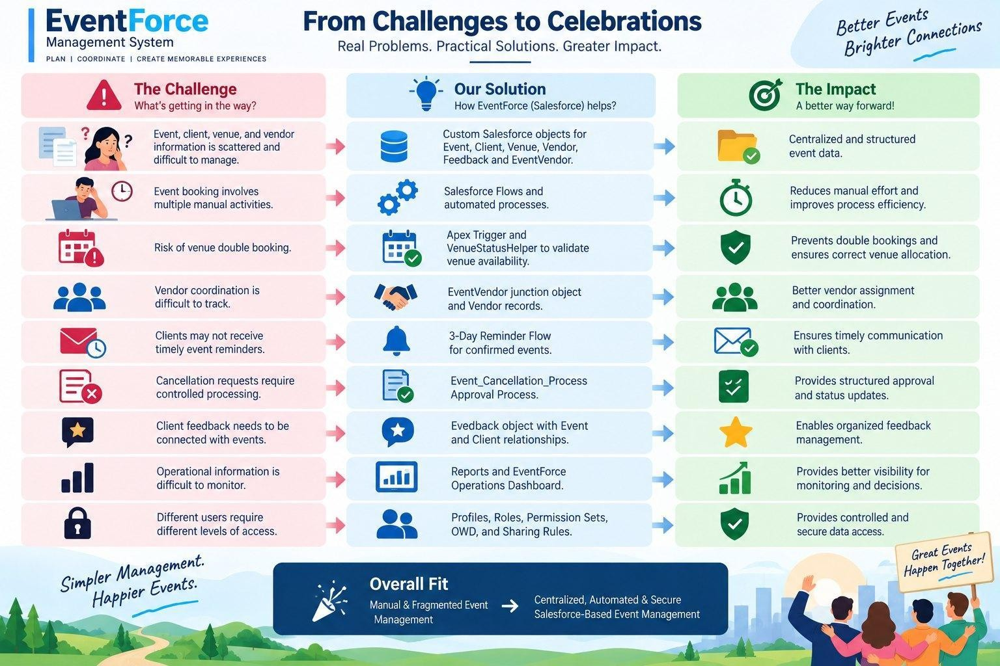 EventForce
Management System
PLAN | COORDINATE | CREATE MEMORABLE EXPERIENCES
From Challenges to Celebrations
Real Problems. Practical Solutions. Greater Impact.
Better Events
Brighter Connections
The Challenge
What's getting in the way?
Our Solution
How EventForce (Salesforce) helps?
The Impact
A better way forward!
Event, client, venue, and vendor
information is scattered and
difficult to manage.
Custom Salesforce objects for
Event, Client, Venue, Vendor,
Feedback and EventVendor.
Centralized and structured
event data.
Event booking involves
multiple manual activities.
Salesforce Flows and
automated processes.
Reduces manual effort and
improves process efficiency.
Risk of venue double booking.
Apex Trigger and
VenueStatusHelper to validate
venue availability.
Prevents double bookings and
ensures correct venue allocation.
Vendor coordination is
difficult to track.
EventVendor junction object
and Vendor records.
Better vendor assignment
and coordination.
Clients may not receive
timely event reminders.
3-Day Reminder Flow
for confirmed events.
Ensures timely communication
with clients.
Cancellation requests require
controlled processing.
Event_Cancellation_Process
Approval Process.
Provides structured approval
and status updates.
Client feedback needs to be
connected with events.
Evedback object with Event
and Client relationships.
Enables organized feedback
management.
Operational information is
difficult to monitor.
Reports and EventForce
Operations Dashboard.
Provides better visibility for
monitoring and decisions.
Different users require
different levels of access.
Profiles, Roles, Permission Sets,
OWD, and Sharing Rules.
Provides controlled and
secure data access.
Simpler Management.
Happier Events.
Overall Fit
Manual & Fragmented Event
Management
Centralized, Automated & Secure
Salesforce-Based Event Management
Great Events
Happen Together!